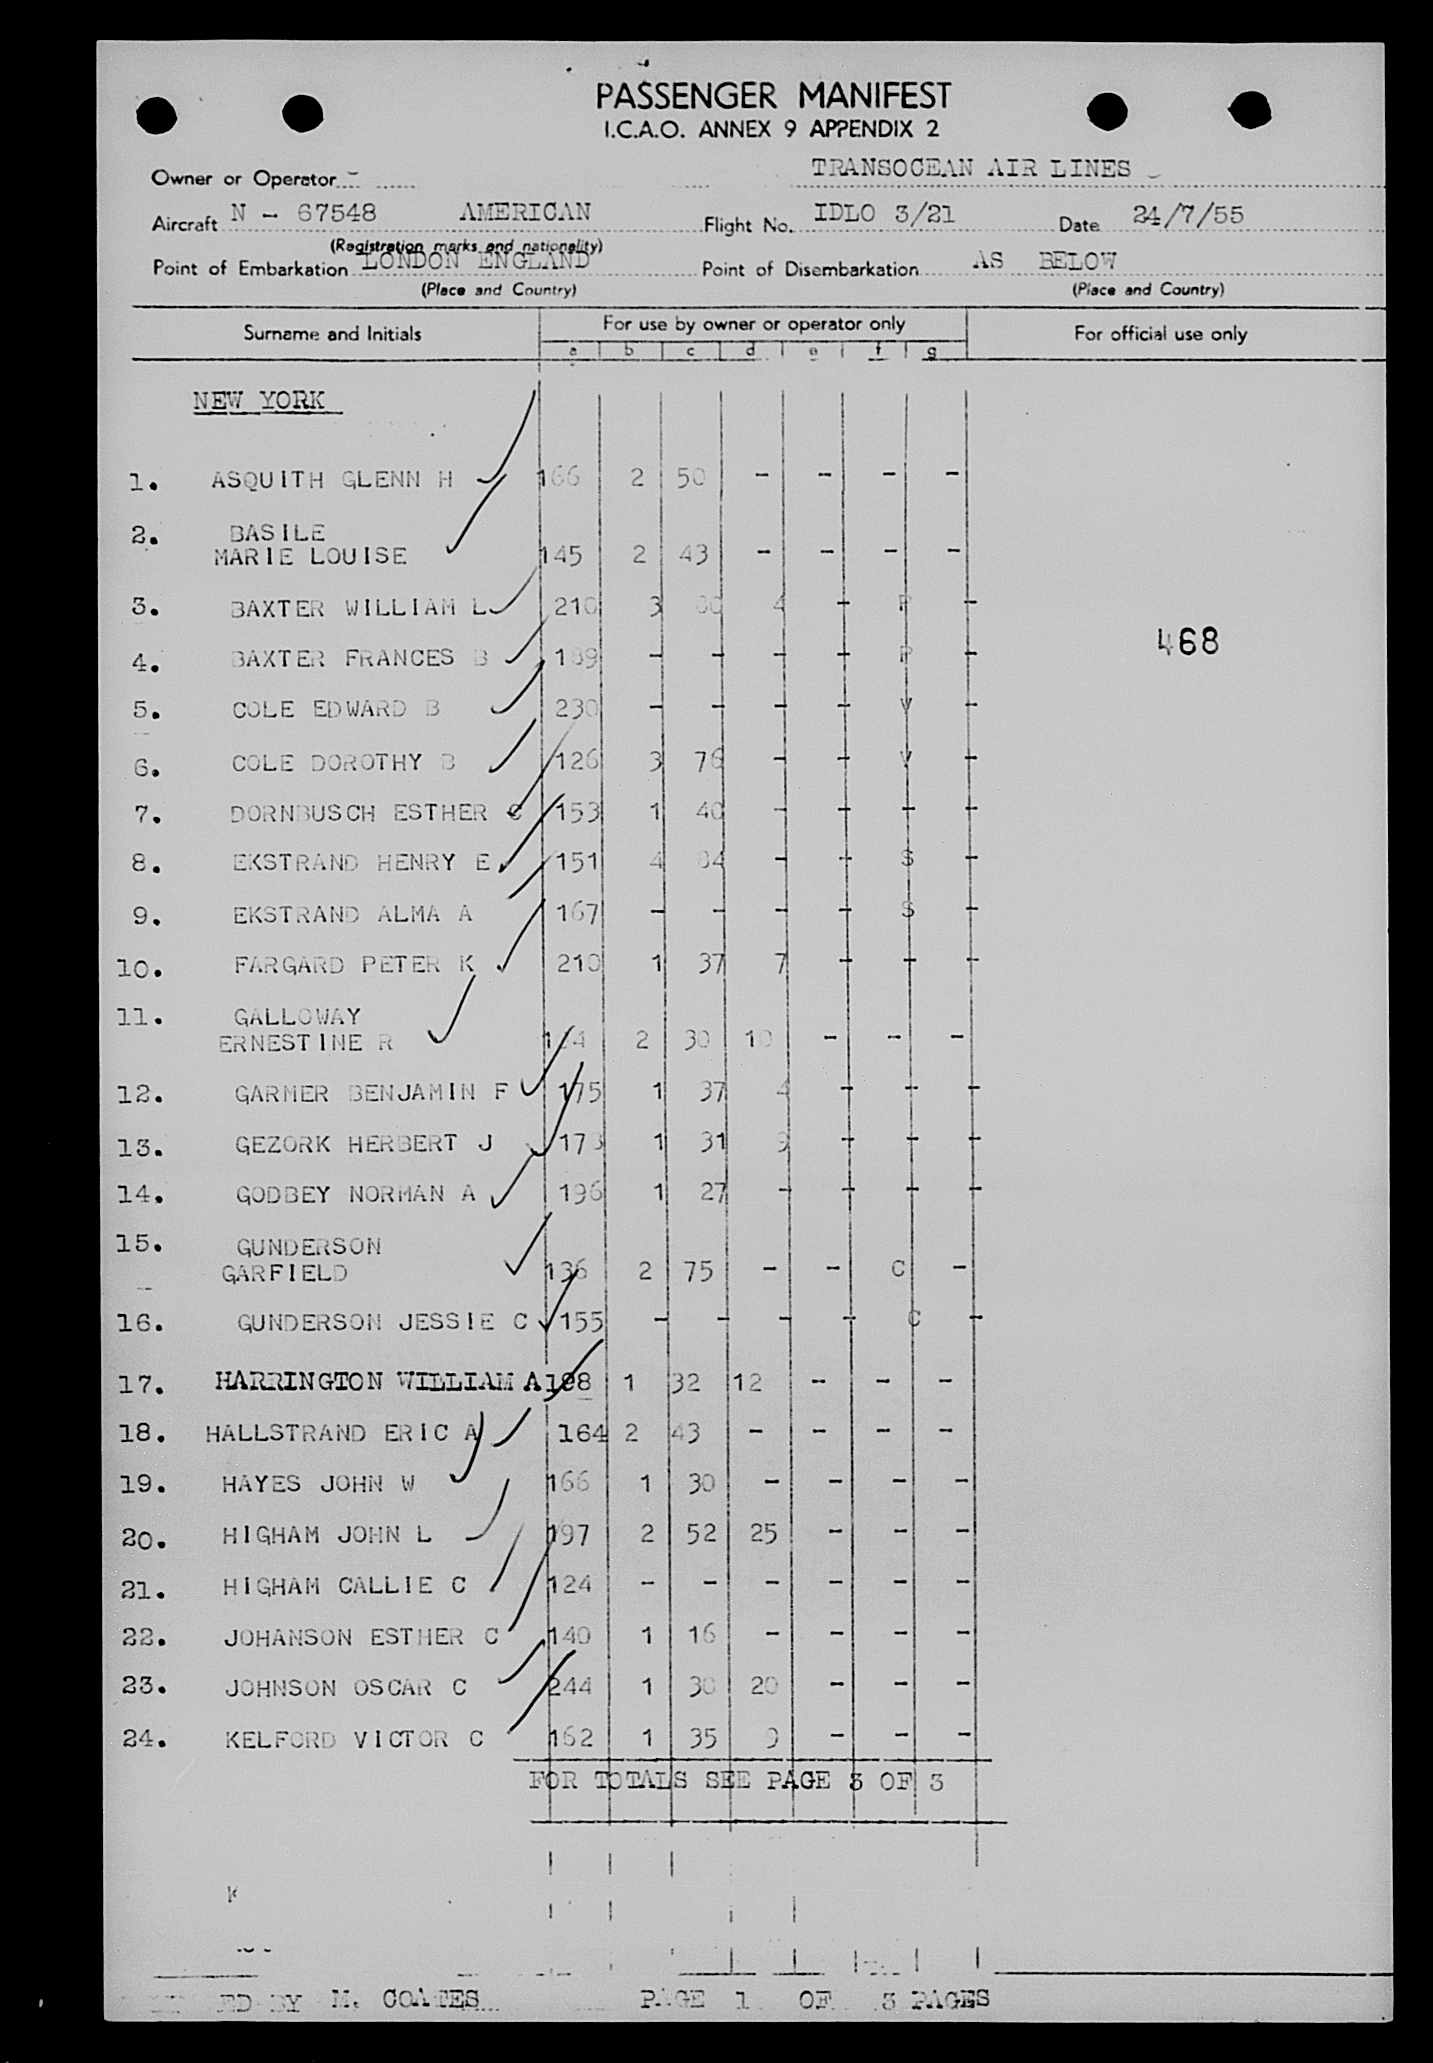 PASSENGER MANIFEST
I.C.A.O. ANNEX 9 APPENDIX 2
Owner or Operator TRANSOCEAN AIR LINES
Aircraft N - 67548 AMERICAN Flight No. IDLO 3/21 Date 24/7/55
(Registration marks and nationality)
Point of Embarkation LONDON ENGLAND Point of Disembarkation AS BELOW
(Place and Country) (Place and Country)
Surname and Initials For use by owner or operator only For official use only
a b c d e f g
NEW YORK
1. ASQUITH GLENN H 166 2 50 - - - -
2. BASILE
MARIE LOUISE 145 2 43 - - - -
3. BAXTER WILLIAM L 210 3 4 - P -
468
4. BAXTER FRANCES B 189 - - - - P -
5. COLE EDWARD B 230 - - - - V -
6. COLE DOROTHY B 126 3 76 - - V -
7. DORNBUSCH ESTHER C 153 1 40 - - - -
8. EKSTRAND HENRY E 151 4 84 - - S -
9. EKSTRAND ALMA A 167 - - - - S -
10. FARGARD PETER K 210 1 37 7 - - -
11. GALLOWAY
ERNESTINE R 2 30 10 - - -
12. GARMER BENJAMIN F 175 1 37 4 - - -
13. GEZORK HERBERT J 1 31 9 - - -
14. GODBEY NORMAN A 196 1 27 - - - -
15. GUNDERSON
GARFIELD 136 2 75 - - C -
16. GUNDERSON JESSIE C 155 - - - - C -
17. HARRINGTON WILLIAM A 198 1 32 12 - - -
18. HALLSTRAND ERIC A 164 2 43 - - - -
19. HAYES JOHN W 166 1 30 - - - -
20. HIGHAM JOHN L 197 2 52 25 - - -
21. HIGHAM CALLIE C 124 - - - - - -
22. JOHANSON ESTHER C 140 1 16 - - - -
23. JOHNSON OSCAR C 244 1 30 20 - - -
24. KELFORD VICTOR C 162 1 35 9 - - -
FOR TOTALS SEE PAGE 3 OF 3
K
ED BY M. COATES PAGE 1 OF 3 PAGES